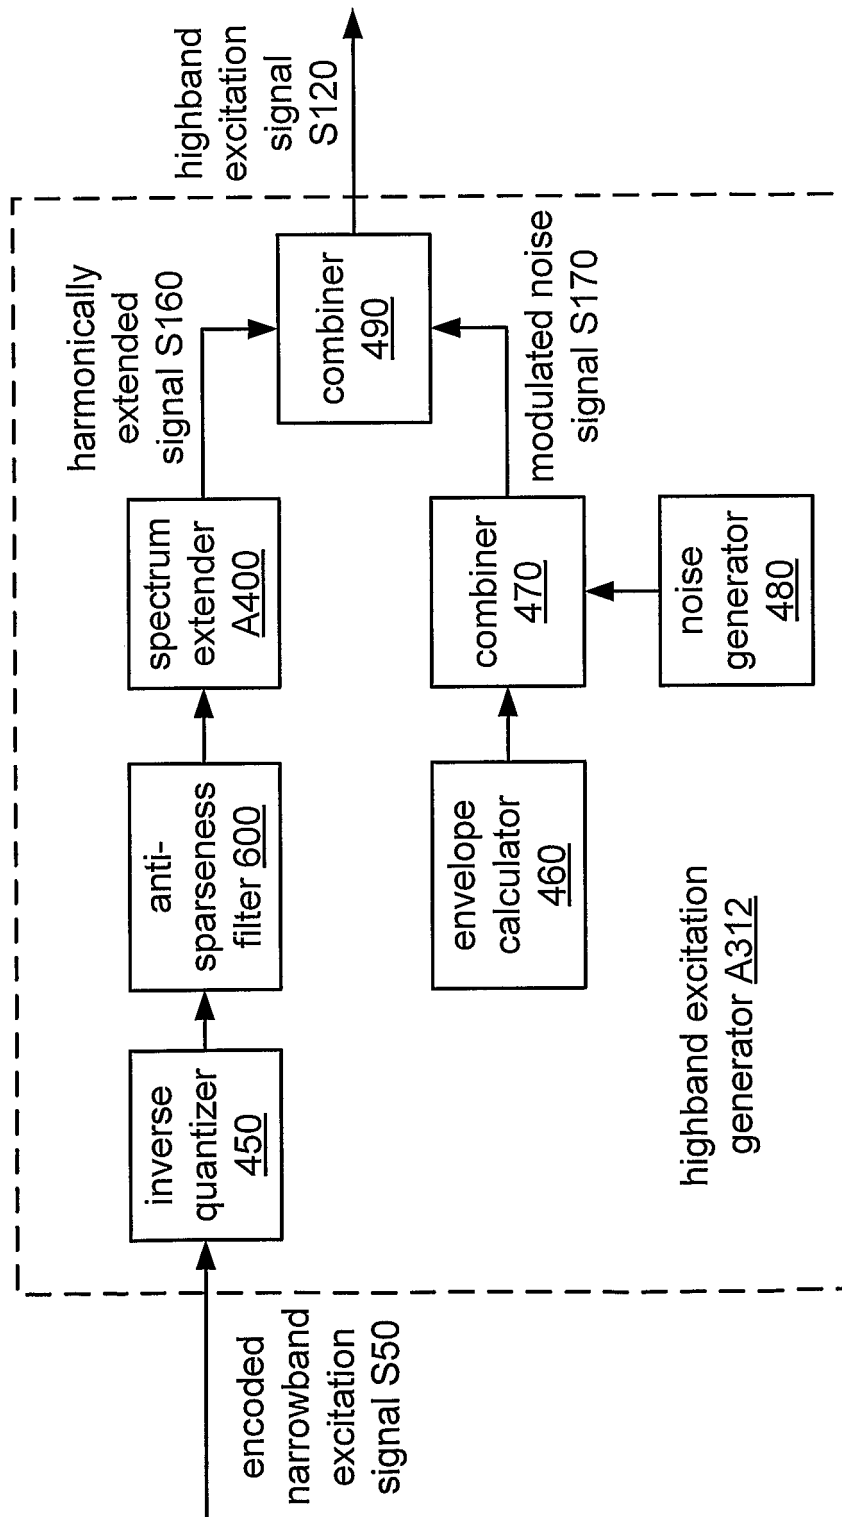 encoded
narrowband
excitation
signal S50
inverse
quantizer
450
anti-
sparseness
filter 600
spectrum
extender
A400
harmonically
extended
signal S160
combiner
490
highband
excitation
signal
S120
envelope
calculator
460
combiner
470
modulated noise
signal S170
noise
generator
480
highband excitation
generator A312